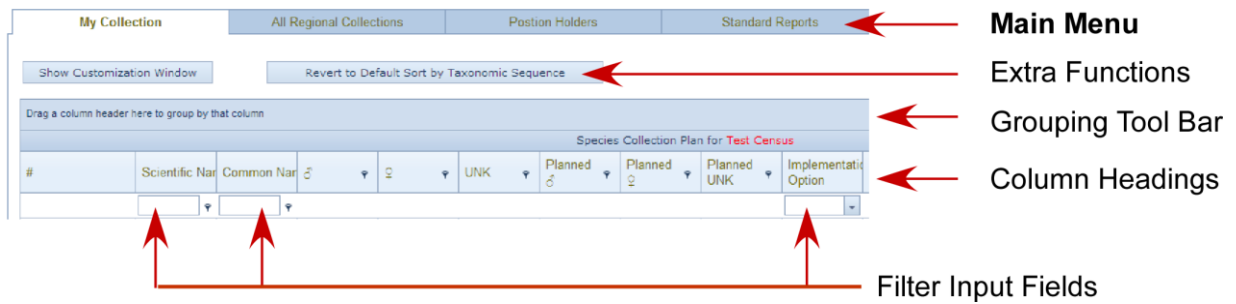 My Collection All Regional Collections Postion Holders Standard Reports Main Menu
Show Customization Window Revert to Default Sort by Taxonomic Sequence Extra Functions
Drag a column header here to group by that column Grouping Tool Bar
Species Collection Plan for Test Census
# Scientific Nar Common Nar ♂ ♀ UNK Planned ♂ Planned ♀ Planned UNK Implementatio Option Column Headings
Filter Input Fields